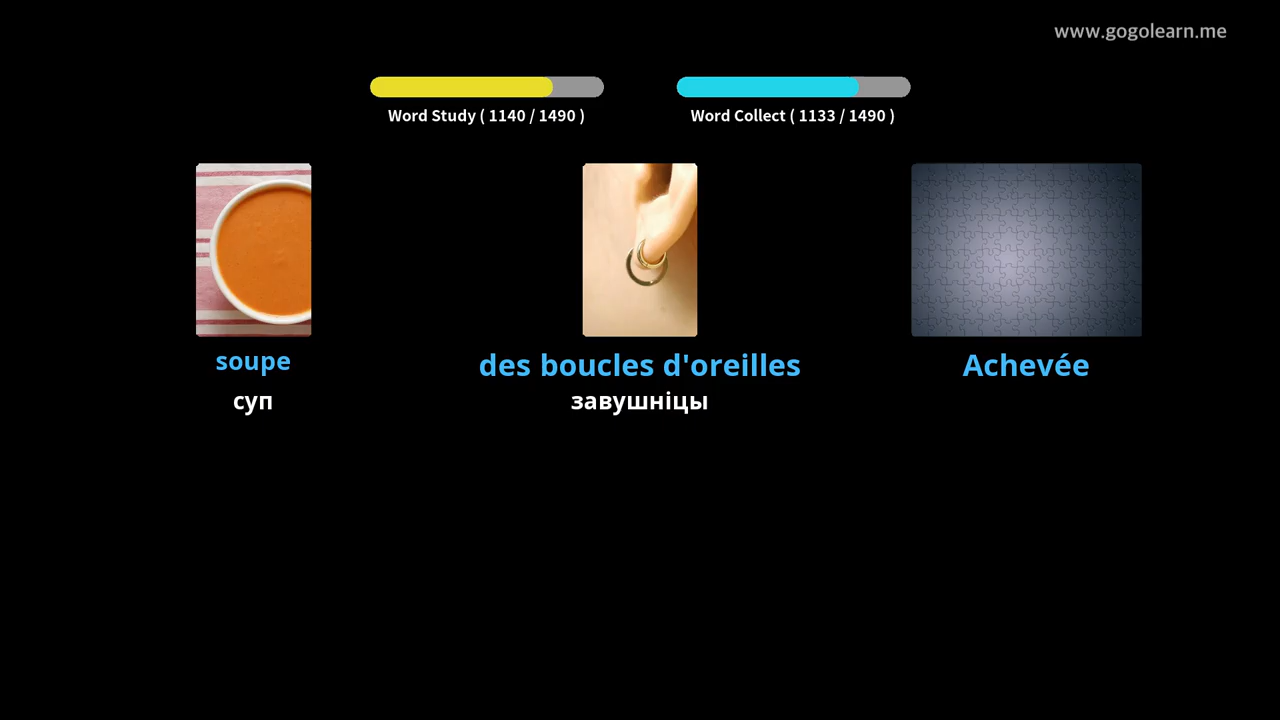 www.gogolearn.me
Word Study ( 1140 / 1490 )
Word Collect ( 1133 / 1490 )
soupe
суп
des boucles d'oreilles
завушніцы
Achevée